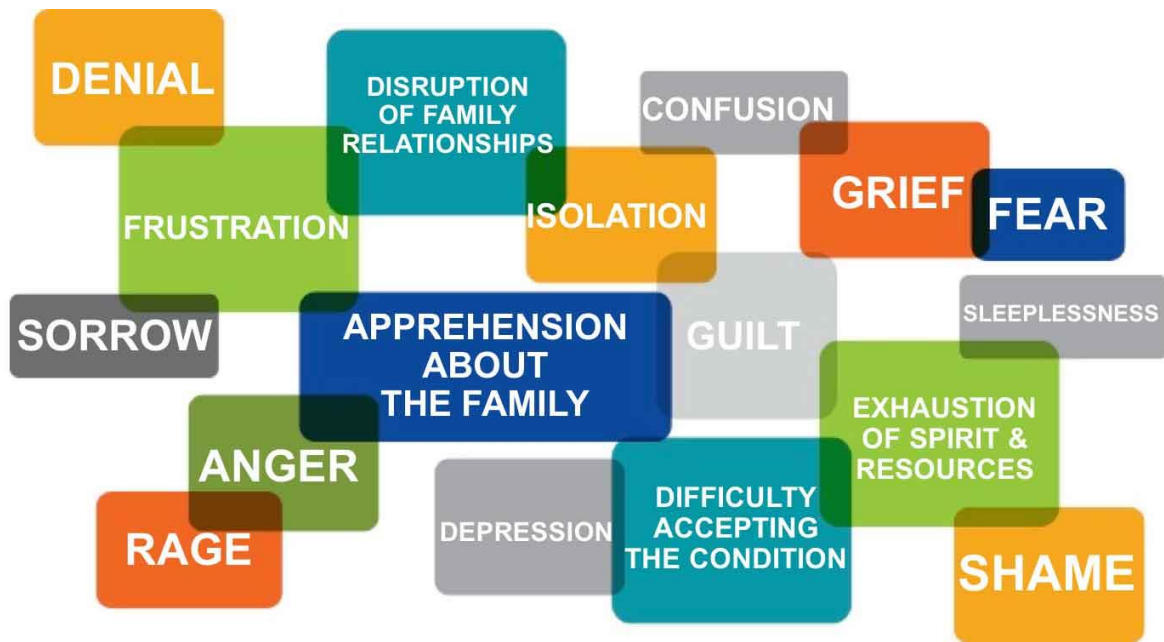 DENIAL
DISRUPTION
OF FAMILY
RELATIONSHIPS
CONFUSION
GRIEF
FEAR
FRUSTRATION
ISOLATION
SORROW
APPREHENSION
ABOUT
THE FAMILY
GUILT
SLEEPLESSNESS
ANGER
EXHAUSTION
OF SPIRIT &
RESOURCES
RAGE
DEPRESSION
DIFFICULTY
ACCEPTING
THE CONDITION
SHAME